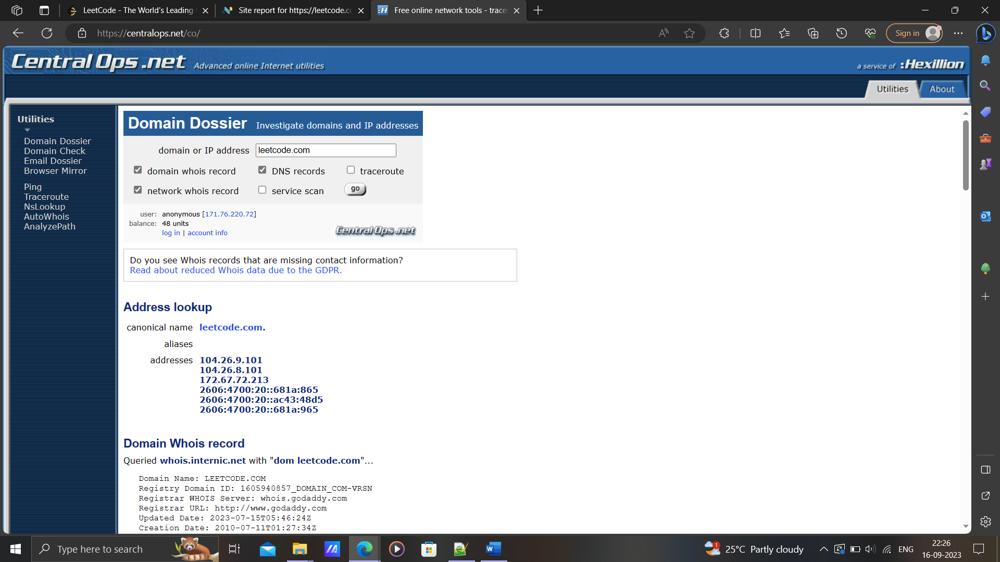 LeetCode - The World's Leading
Site report for https://leetcode.co
Free online network tools - trace
https://centralops.net/co/
Sign in
Central Ops .net Advanced online Internet utilities
a service of :Hexillion
Utilities
About
Utilities
Domain Dossier
Domain Check
Email Dossier
Browser Mirror
Ping
Traceroute
NsLookup
AutoWhois
AnalyzePath
Domain Dossier Investigate domains and IP addresses
domain or IP address leetcode.com
domain whois record DNS records traceroute
network whois record service scan go
user: anonymous [171.76.220.72]
balance: 48 units
log in | account info
CentralOps.net
Do you see Whois records that are missing contact information?
Read about reduced Whois data due to the GDPR.
Address lookup
canonical name leetcode.com.
aliases
addresses 104.26.9.101
104.26.8.101
172.67.72.213
2606:4700:20::681a:865
2606:4700:20::ac43:48d5
2606:4700:20::681a:965
Domain Whois record
Queried whois.internic.net with "dom leetcode.com"...
Domain Name: LEETCODE.COM
Registry Domain ID: 1605940857_DOMAIN_COM-VRSN
Registrar WHOIS Server: whois.godaddy.com
Registrar URL: http://www.godaddy.com
Updated Date: 2023-07-15T05:46:24Z
Creation Date: 2010-07-11T01:27:34Z
Type here to search
25°C Partly cloudy
ENG
22:26
16-09-2023